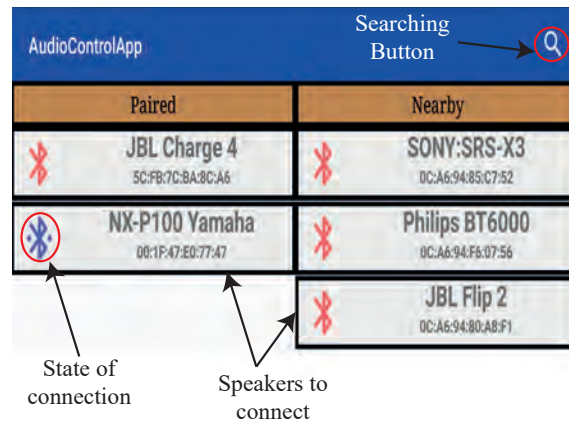 Searching
Button
AudioControlApp
Paired
Nearby
JBL Charge 4
5C:FB:7C:BA:8C:A6
SONY:SRS-X3
0C:A6:94:85:C7:52
NX-P100 Yamaha
00:1F:47:E0:77:47
Philips BT6000
0C:A6:94:F6:07:56
JBL Flip 2
0C:A6:94:80:A8:F1
State of
connection
Speakers to
connect